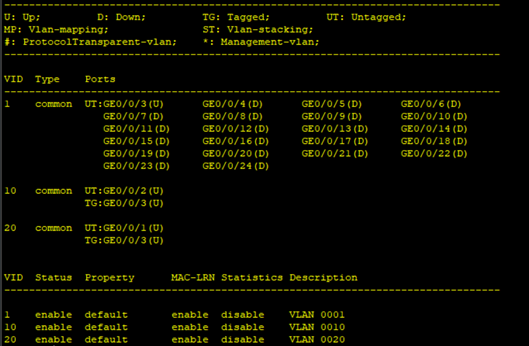 --------------------------------------------------------------------------------
U: Up;         D: Down;         TG: Tagged;         UT: Untagged;
MP: Vlan-mapping;               ST: Vlan-stacking;
#: ProtocolTransparent-vlan;    *: Management-vlan;
--------------------------------------------------------------------------------
VID  Type    Ports
--------------------------------------------------------------------------------
1    common  UT:GE0/0/3(U)      GE0/0/4(D)      GE0/0/5(D)      GE0/0/6(D)
                GE0/0/7(D)      GE0/0/8(D)      GE0/0/9(D)      GE0/0/10(D)
                GE0/0/11(D)     GE0/0/12(D)     GE0/0/13(D)     GE0/0/14(D)
                GE0/0/15(D)     GE0/0/16(D)     GE0/0/17(D)     GE0/0/18(D)
                GE0/0/19(D)     GE0/0/20(D)     GE0/0/21(D)     GE0/0/22(D)
                GE0/0/23(D)     GE0/0/24(D)
10   common  UT:GE0/0/2(U)
             TG:GE0/0/3(U)
20   common  UT:GE0/0/1(U)
             TG:GE0/0/3(U)
VID  Status  Property      MAC-LRN Statistics Description
--------------------------------------------------------------------------------
1    enable  default       enable  disable    VLAN 0001
10   enable  default       enable  disable    VLAN 0010
20   enable  default       enable  disable    VLAN 0020